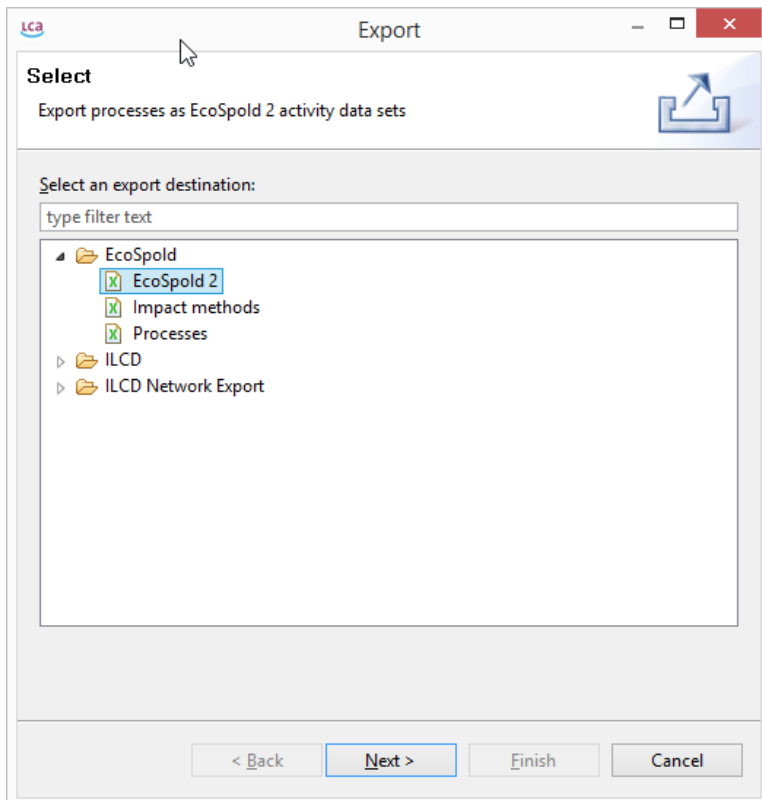 LCa
Export
Select
Export processes as EcoSpold 2 activity data sets
Select an export destination:
type filter text
EcoSpold
EcoSpold 2
Impact methods
Processes
ILCD
ILCD Network Export
< Back
Next >
Finish
Cancel